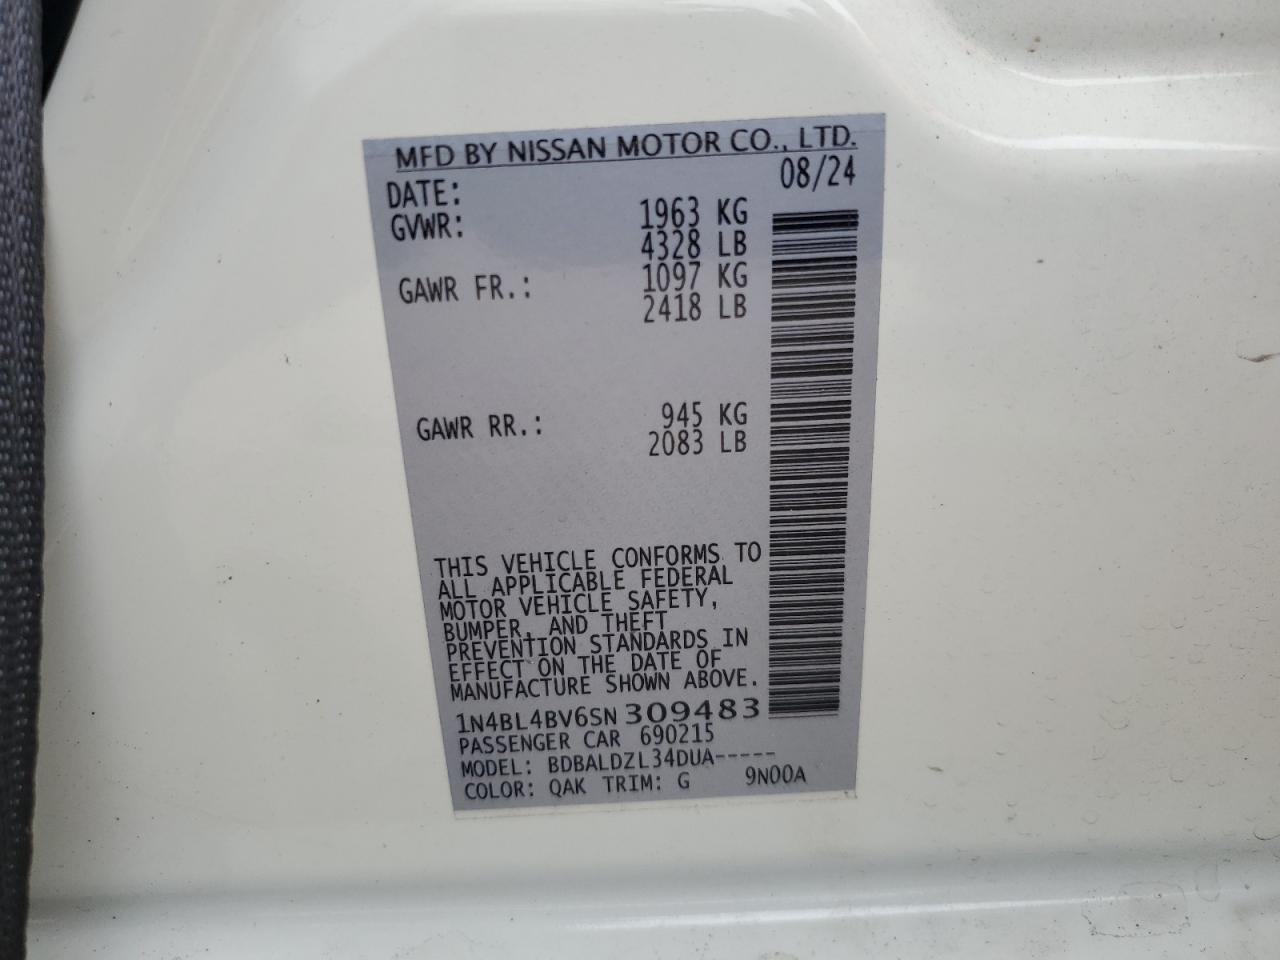 MFD BY NISSAN MOTOR CO., LTD.
DATE: 08/24
GVWR: 1963 KG
4328 LB
GAWR FR.: 1097 KG
2418 LB
GAWR RR.: 945 KG
2083 LB
THIS VEHICLE CONFORMS TO
ALL APPLICABLE FEDERAL
MOTOR VEHICLE SAFETY,
BUMPER, AND THEFT
PREVENTION STANDARDS IN
EFFECT ON THE DATE OF
MANUFACTURE SHOWN ABOVE.
1N4BL4BV6SN309483
PASSENGER CAR 690215
MODEL: BDBALDZL34DUA-----
COLOR: QAK TRIM: G 9N00A